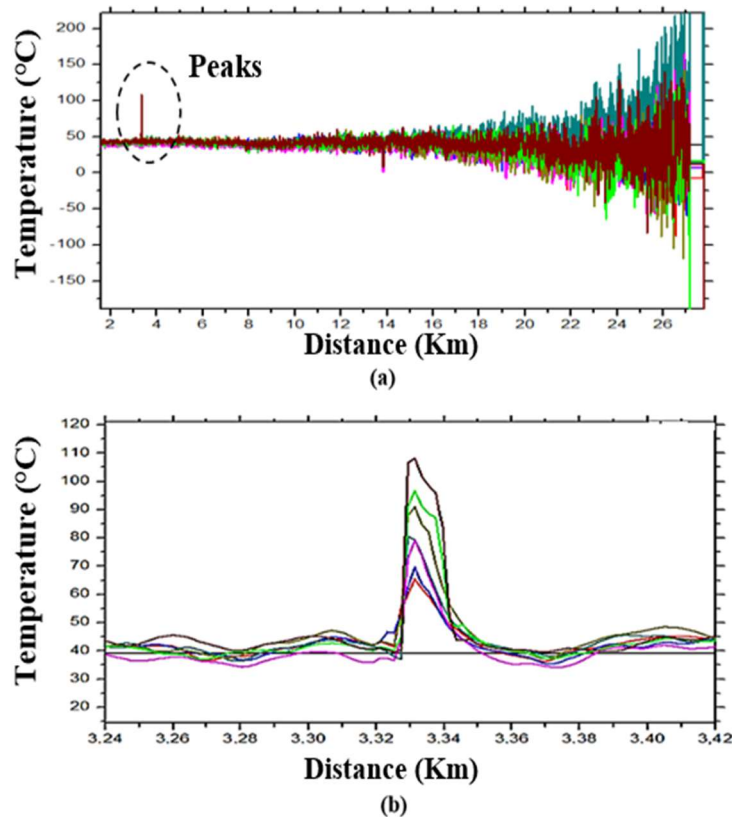 Temperature (°C)
200
150
100
50
0
-50
-100
-150
Peaks
2 4 6 8 10 12 14 16 18 20 22 24 26
Distance (Km)
(a)
Temperature (°C)
120
110
100
90
80
70
60
50
40
30
20
3,24 3,26 3,28 3,30 3,32 3,34 3,36 3,38 3,40 3,42
Distance (Km)
(b)